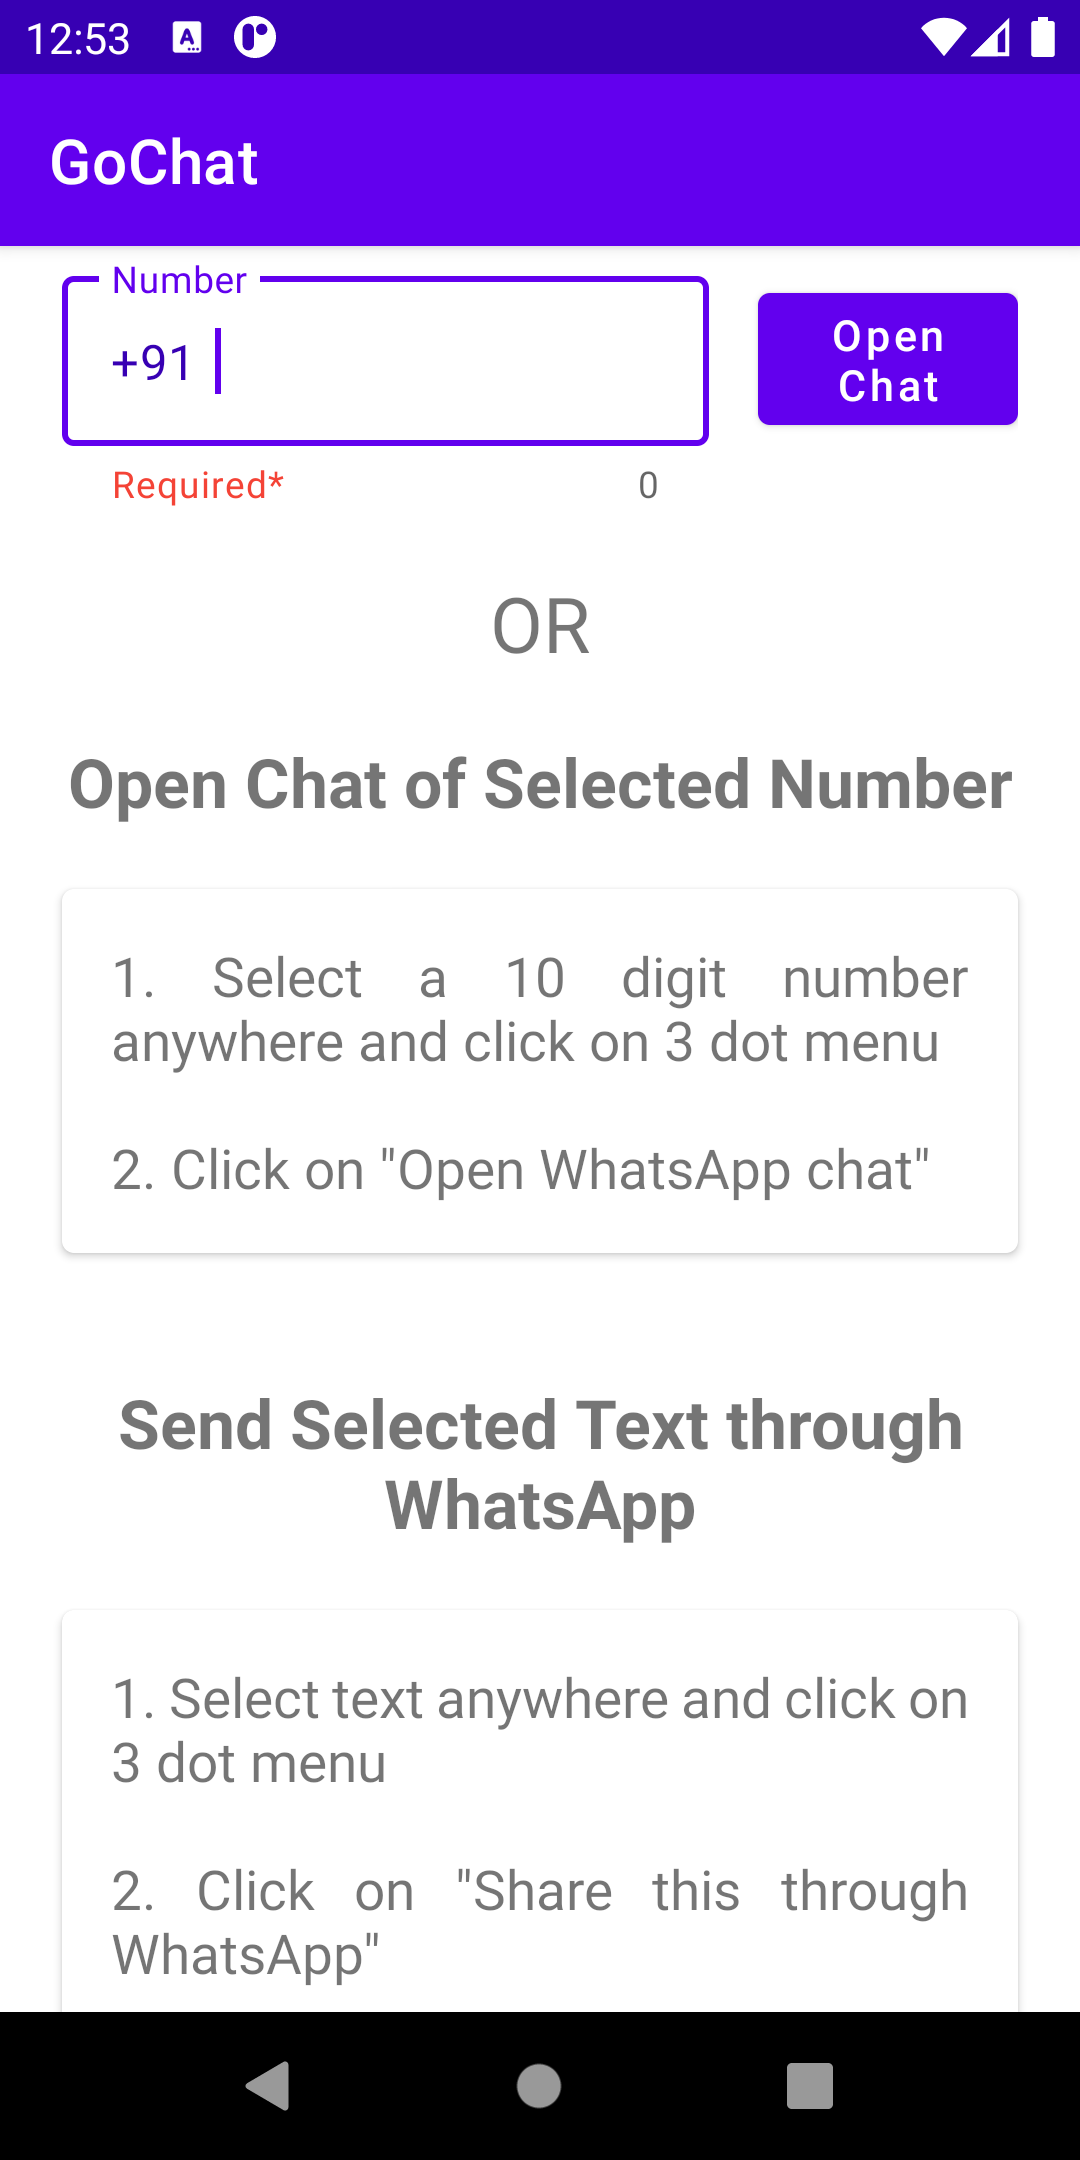 12:53
GoChat
Number
+91
Open
Chat
Required*
0
OR
Open Chat of Selected Number
1. Select a 10 digit number
anywhere and click on 3 dot menu
2. Click on "Open WhatsApp chat"
Send Selected Text through
WhatsApp
1. Select text anywhere and click on
3 dot menu
2. Click on "Share this through
WhatsApp"